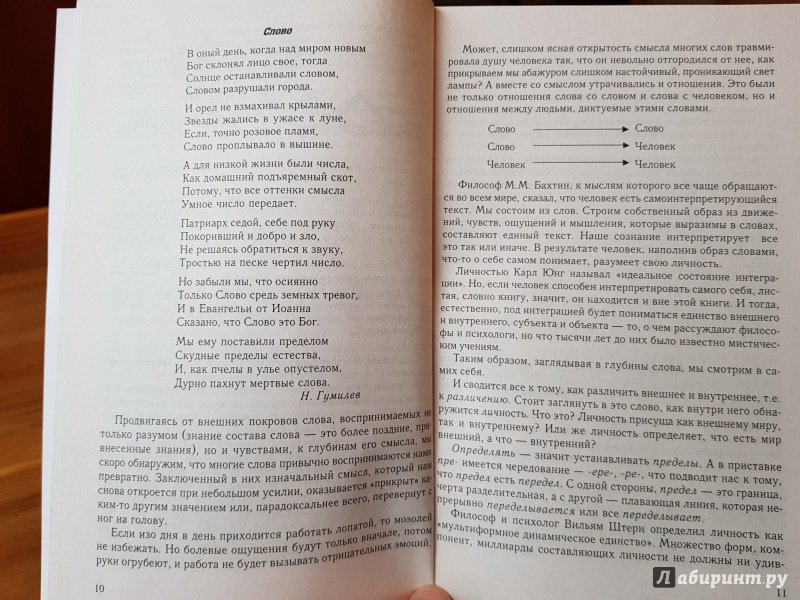 Слово
В оный день, когда над миром новым
Бог склонял лицо свое, тогда
Солнце останавливали словом,
Словом разрушали города.
И орел не взмахивал крылами,
Звезды жались в ужасе к луне,
Если, точно розовое пламя,
Слово проплывало в вышине.
А для низкой жизни были числа,
Как домашний подъяремный скот,
Потому, что все оттенки смысла
Умное число передает.
Патриарх седой, себе под руку
Покоривший и добро и зло,
Не решаясь обратиться к звуку,
Тростью на песке чертил число.
Но забыли мы, что осиянно
Только Слово средь земных тревог,
И в Евангельи от Иоанна
Сказано, что Слово это Бог.
Мы ему поставили пределом
Скудные пределы естества,
И, как пчелы в улье опустелом,
Дурно пахнут мертвые слова.
Н. Гумилев
Продвигаясь от внешних покровов слова, воспринимаемых не
только разумом (знание состава слова — это более поздние, при-
внесенные знания), но и чувствами, к глубинам его смысла, мы
скоро обнаружим, что многие слова привычно воспринимаются нами
превратно. Заключенный в них изначальный смысл, который нам
снова откроется при небольшом усилии, оказывается «прикрыт» ка-
ким-то другим значением или, парадоксальнее всего, перевернут с
ног на голову.
Если изо дня в день приходится работать лопатой, то мозолей
не избежать. Но болевые ощущения будут только вначале, потом
руки огрубеют, и работа не будет вызывать отрицательных эмоций.
10
Может, слишком ясная открытость смысла многих слов травми-
ровала душу человека так, что он невольно отгородился от нее, как
прикрываем мы абажуром слишком настойчивый, проникающий свет
лампы? А вместе со смыслом утрачивались и отношения. Это были
не только отношения слова со словом и слова с человеком, но и
отношения между людьми, диктуемые этими словами.
Слово Слово
Слово Человек
Человек Человек
Философ М.М. Бахтин, к мыслям которого все чаще обращают-
ся во всем мире, сказал, что человек есть самоинтерпретирующийся
текст. Мы состоим из слов. Строим собственный образ из движе-
ний, чувств, ощущений и мышления, которые выразимы в словах,
составляют единый текст. Наше сознание интерпретирует все
это так или иначе. В результате человек, наполнив образ словами,
что-то о себе самом понимает, разумеет свою личность.
Личностью Карл Юнг называл «идеальное состояние интегра-
ции». Но, если человек способен интерпретировать самого себя, лис-
тая, словно книгу, значит, он находится и вне этой книги. И тогда,
естественно, под интеграцией будет пониматься единство внешнего
и внутреннего, субъекта и объекта — то, о чем рассуждают филосо-
фы и психологи, но что тысячи лет до них было известно мистичес-
ким учениям.
Таким образом, заглядывая в глубины слова, мы смотрим в са-
мих себя.
И сводится все к тому, как различить внешнее и внутреннее, т.е.
к различению. Стоит заглянуть в это слово, как внутри него обна-
ружится личность. Что это? Личность присуща как внешнему миру,
так и внутреннему? Или же личность определяет, что есть мир
внешний, а что — внутренний?
Определять — значит устанавливать пределы. А в приставке
пре- имеется чередование — -ере-, -ре-, что подводит нас к тому,
что предел есть передел. С одной стороны, предел — это граница,
черта разделительная, а с другой — плавающая линия, которая неп-
рерывно переделывается или все переделывает.
Философ и психолог Вильям Штерн определил личность как
«мультиформное динамическое единство». Множество форм, ком-
понент, миллиарды составляющих личности не должны ни удив-
11
Лабиринт.ру